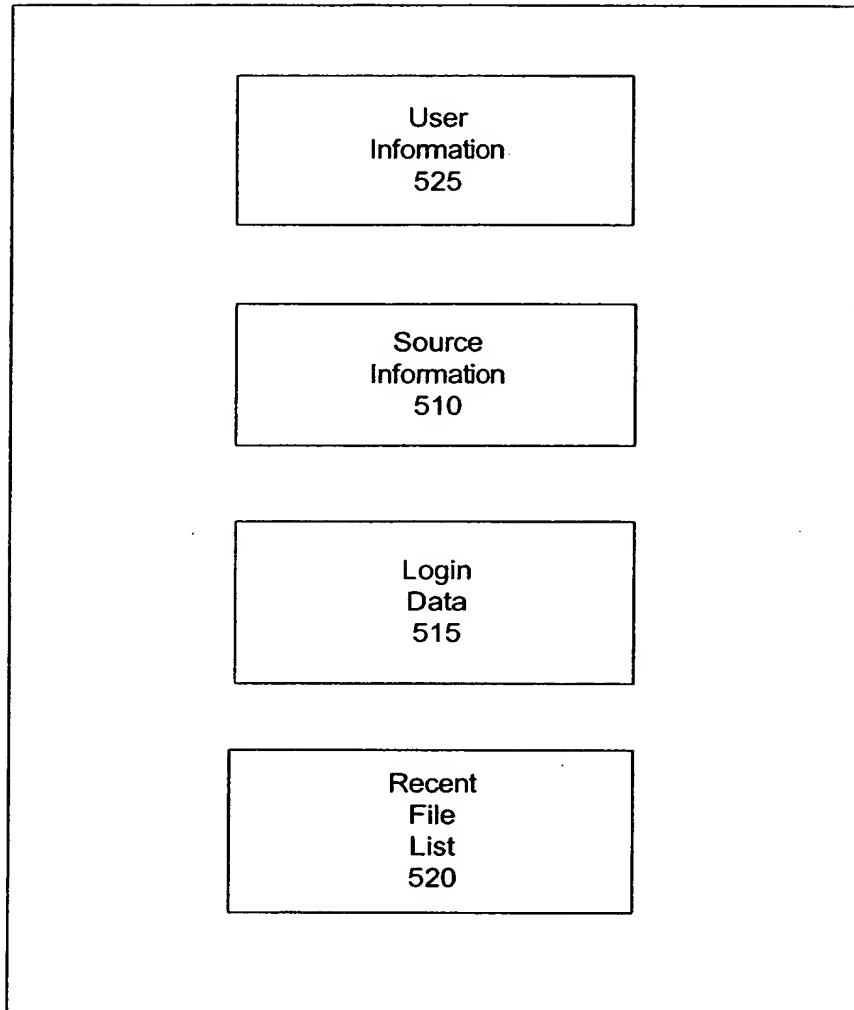 User
Information
525
Source
Information
510
Login
Data
515
Recent
File
List
520